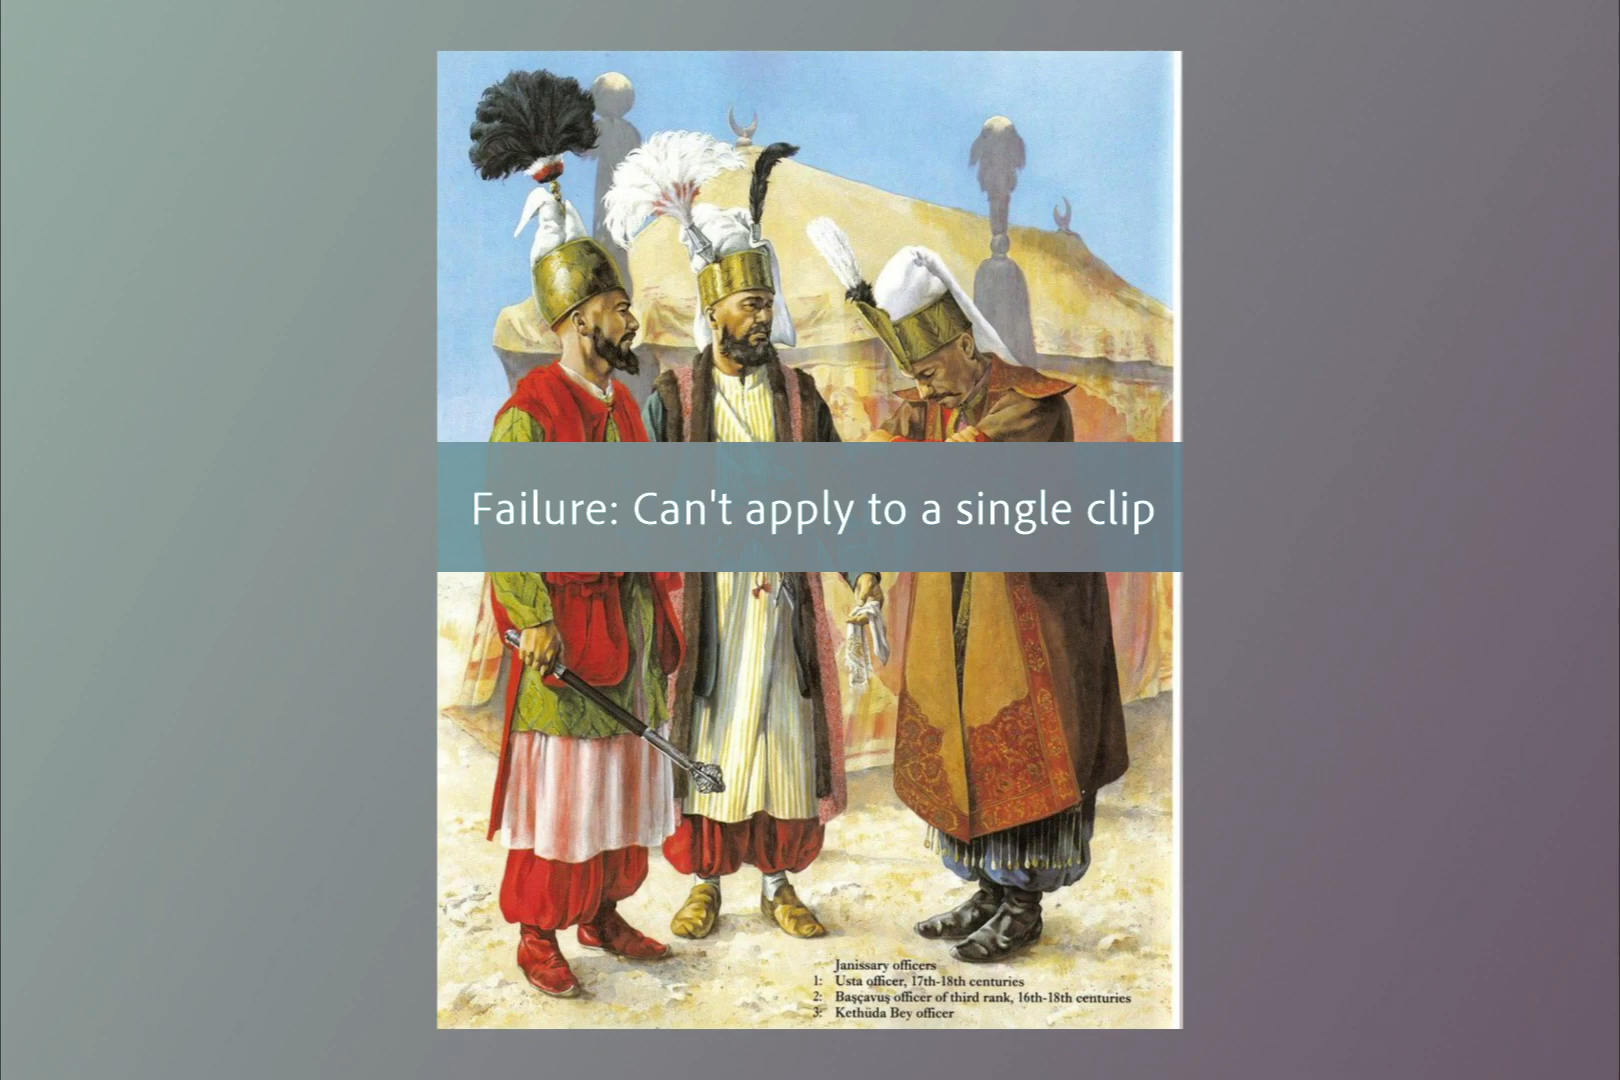 Failure: Can't apply to a single clip
Janissary officers
1: Usta officer, 17th-18th centuries
2: Başçavuş officer of third rank, 16th-18th centuries
3: Kethüda Bey officer